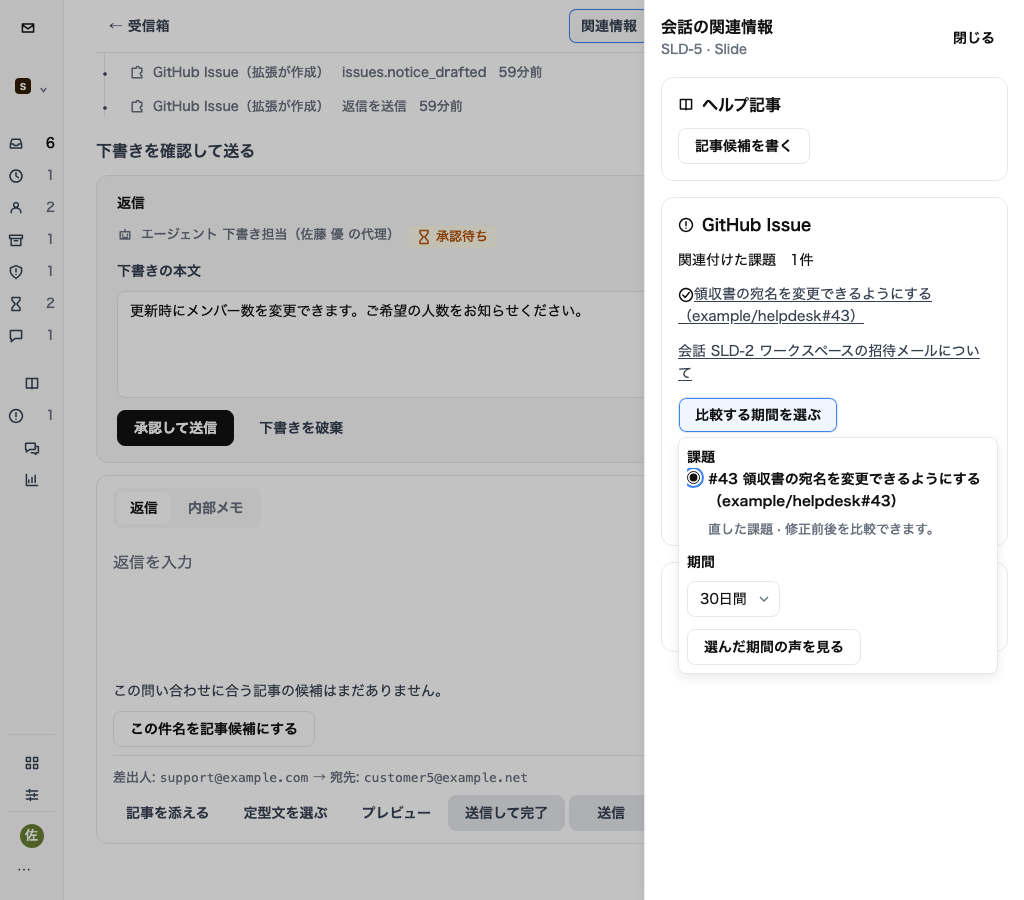 S
6
1
2
1
1
2
1
1
佐
…
← 受信箱
関連情報
GitHub Issue（拡張が作成） issues.notice_drafted 59分前
GitHub Issue（拡張が作成） 返信を送信 59分前
下書きを確認して送る
返信
エージェント 下書き担当（佐藤 優 の代理） 承認待ち
下書きの本文
更新時にメンバー数を変更できます。ご希望の人数をお知らせください。
承認して送信 下書きを破棄
返信 内部メモ
返信を入力
この問い合わせに合う記事の候補はまだありません。
この件名を記事候補にする
差出人: support@example.com → 宛先: customer5@example.net
記事を添える 定型文を選ぶ プレビュー 送信して完了 送信
会話の関連情報
SLD-5 · Slide
閉じる
ヘルプ記事
記事候補を書く
GitHub Issue
関連付けた課題 1件
領収書の宛名を変更できるようにする
（example/helpdesk#43）
会話 SLD-2 ワークスペースの招待メールについ
て
比較する期間を選ぶ
課題
#43 領収書の宛名を変更できるようにする
（example/helpdesk#43）
直した課題 · 修正前後を比較できます。
期間
30日間
選んだ期間の声を見る